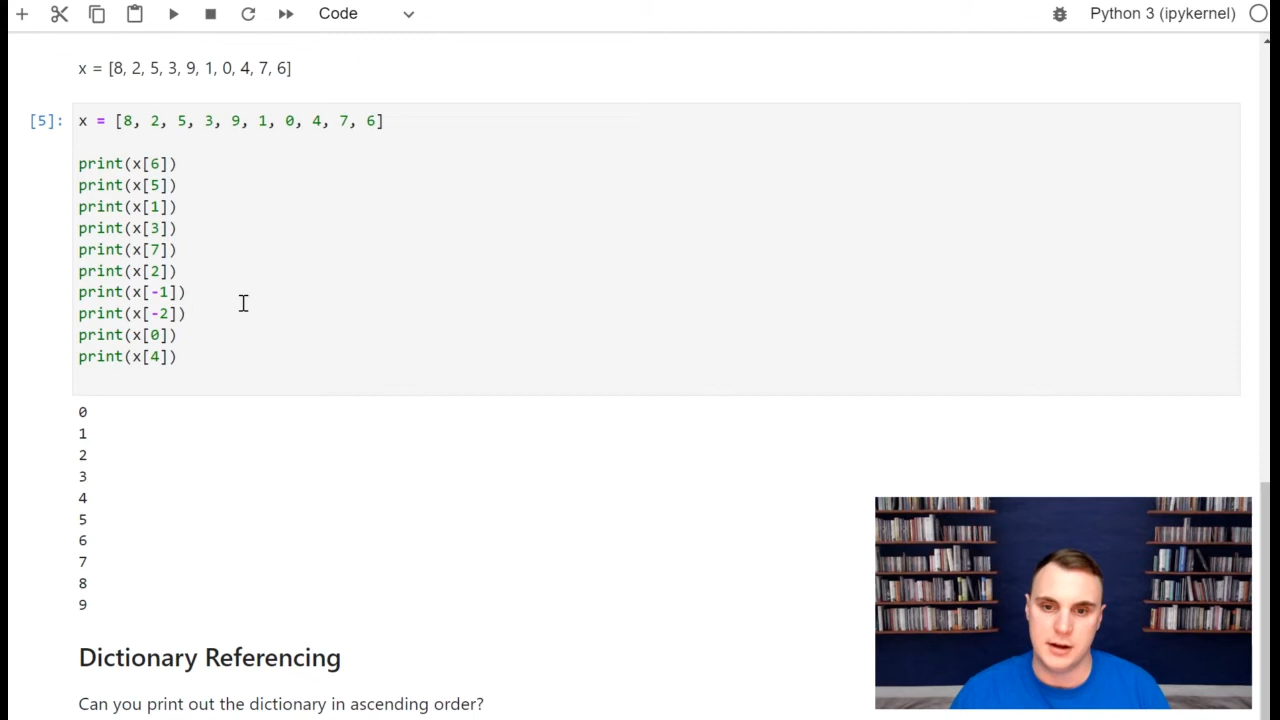 Code
Python 3 (ipykernel)
x = [8, 2, 5, 3, 9, 1, 0, 4, 7, 6]
[5]: x = [8, 2, 5, 3, 9, 1, 0, 4, 7, 6]
print(x[6])
print(x[5])
print(x[1])
print(x[3])
print(x[7])
print(x[2])
print(x[-1])
print(x[-2])
print(x[0])
print(x[4])
0
1
2
3
4
5
6
7
8
9
Dictionary Referencing
Can you print out the dictionary in ascending order?